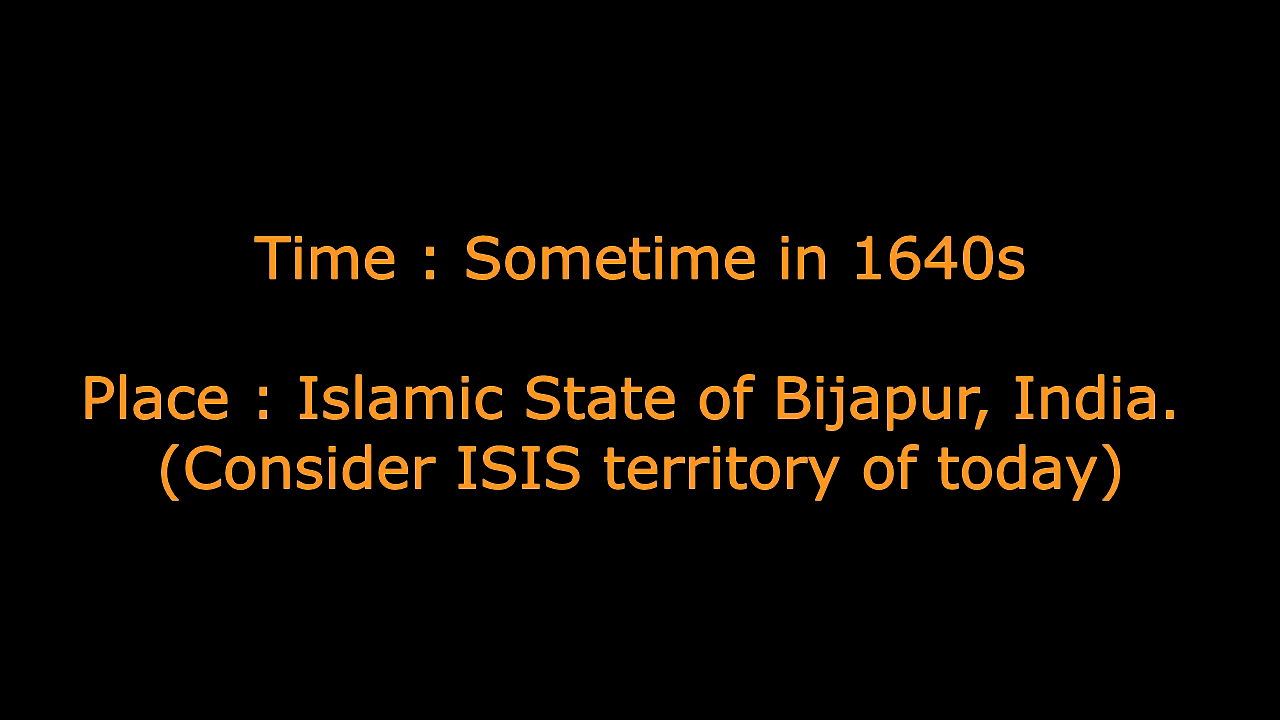 Time : Sometime in 1640s
Place : Islamic State of Bijapur, India.
(Consider ISIS territory of today)